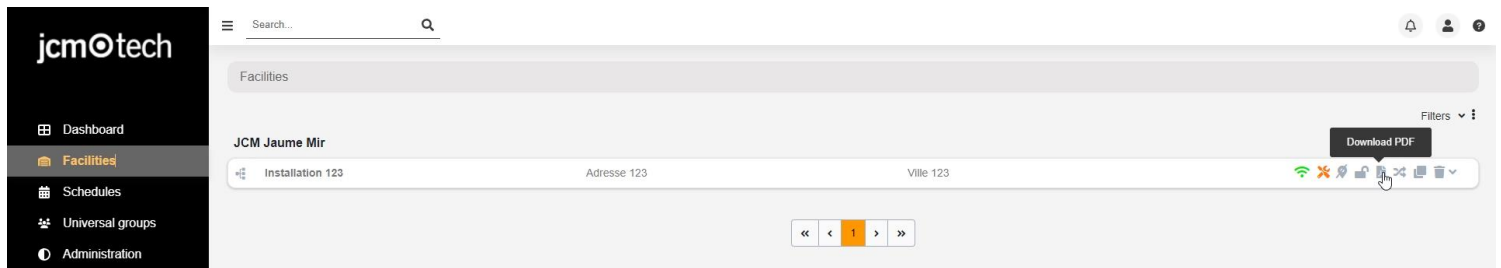 jcm tech
Search...
Facilities
Dashboard
Facilities
Schedules
Universal groups
Administration
Filters
JCM Jaume Mir
Download PDF
Installation 123 Adresse 123 Ville 123
« ‹ 1 › »